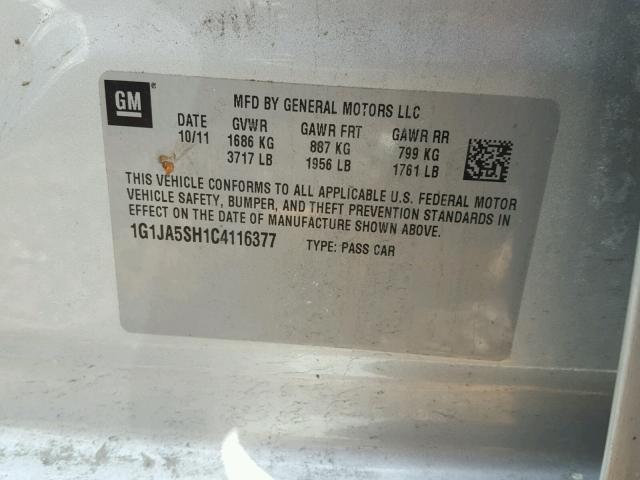 GM ®
MFD BY GENERAL MOTORS LLC
DATE GVWR GAWR FRT GAWR RR
10/11 1686 KG 887 KG 799 KG
3717 LB 1956 LB 1761 LB
THIS VEHICLE CONFORMS TO ALL APPLICABLE U.S. FEDERAL MOTOR
VEHICLE SAFETY, BUMPER, AND THEFT PREVENTION STANDARDS IN
EFFECT ON THE DATE OF MANUFACTURE SHOWN ABOVE.
1G1JA5SH1C4116377 TYPE: PASS CAR